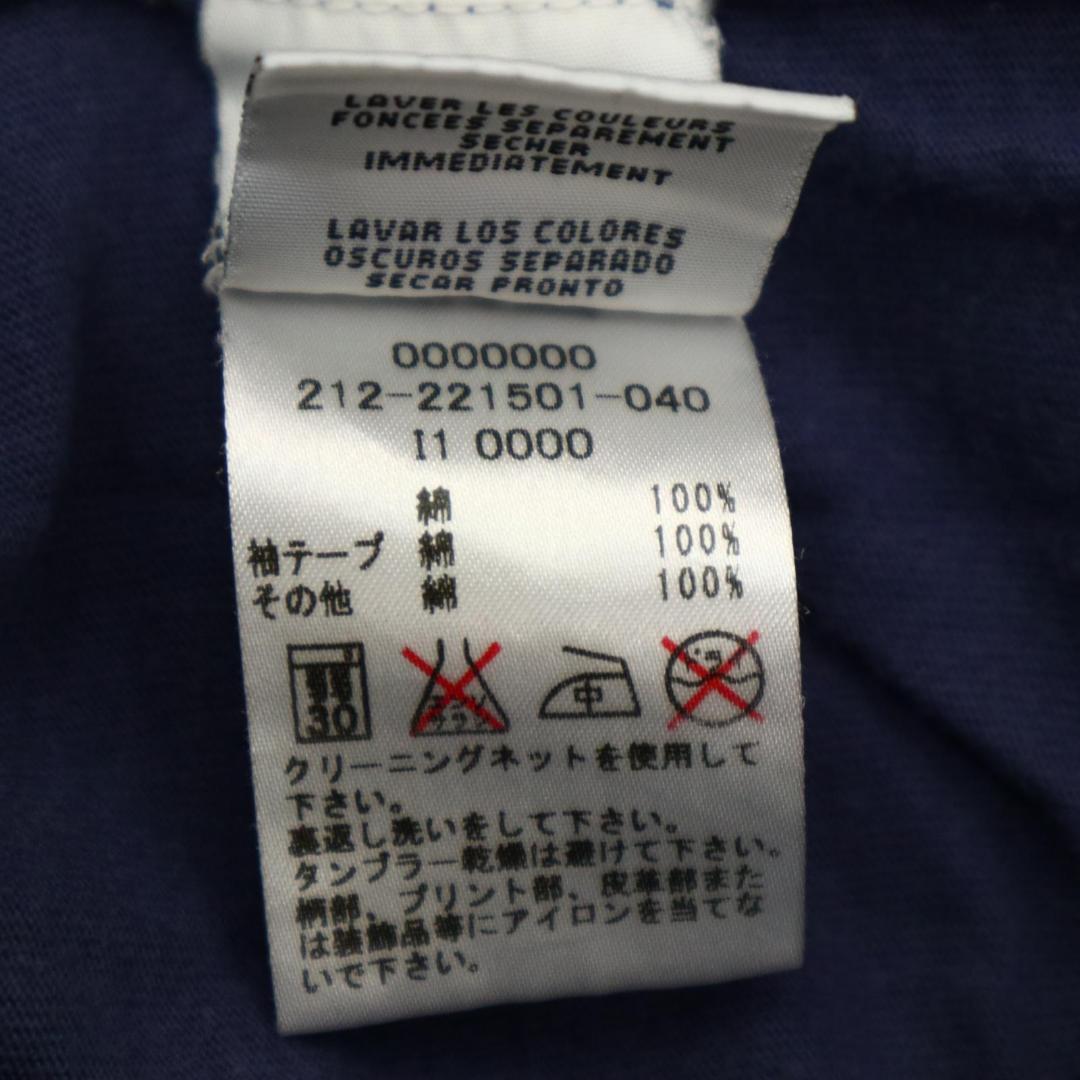 LAVER LES COULEURS
FONCEES SEPAREMENT
SECHER
IMMEDIATEMENT
LAVAR LOS COLORES
OSCUROS SEPARADO
SECAR PRONTO
0000000
212-221501-040
I1 0000
綿 100%
袖テープ 綿 100%
その他 綿 100%
30
中
クリーニングネットを使用して
下さい。
裏返し洗いをして下さい。
タンブラー乾燥は避けて下さい。
柄部、プリント部、皮革部また
は装飾品等にアイロンを当てな
いで下さい。